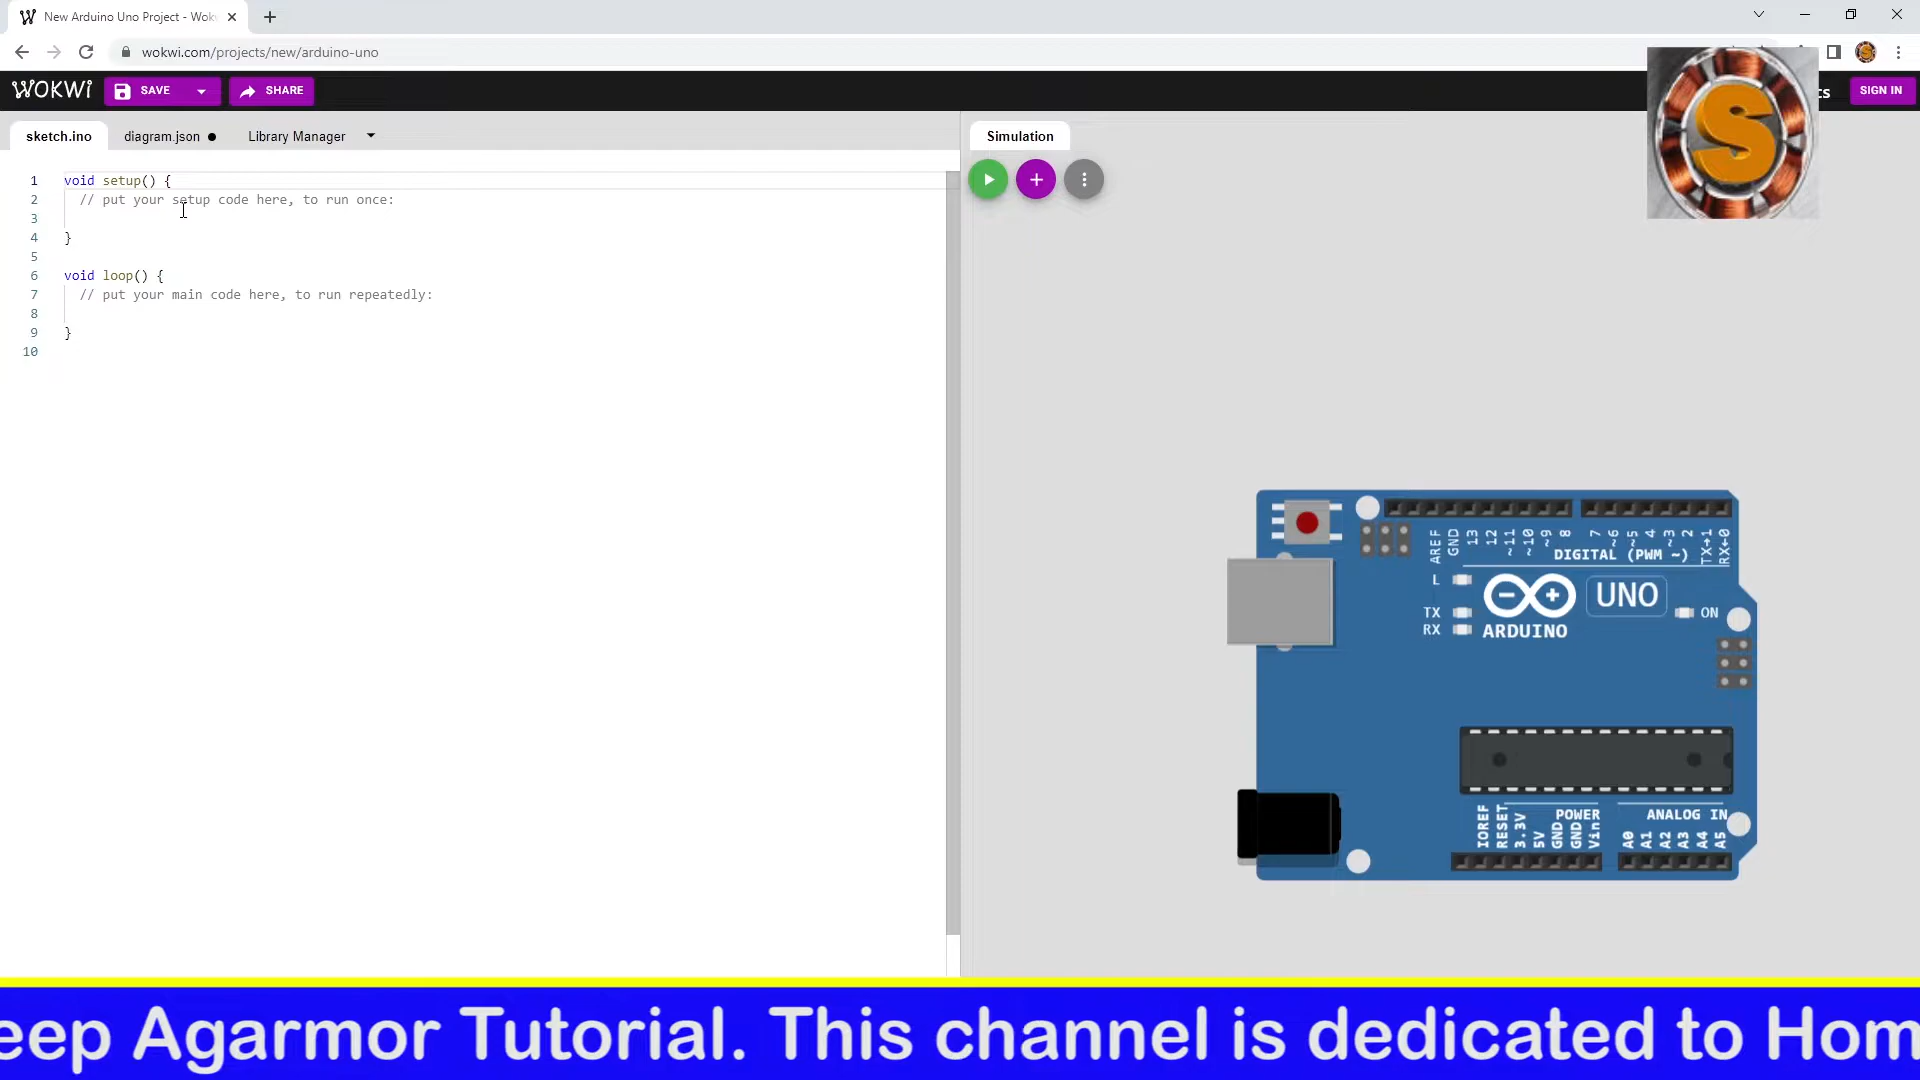 New Arduino Uno Project - Wok
wokwi.com/projects/new/arduino-uno
WOKWI
SAVE
SHARE
SIGN IN
sketch.ino
diagram.json
Library Manager
Simulation
1 void setup() {
2 // put your setup code here, to run once:
3
4 }
5
6 void loop() {
7 // put your main code here, to run repeatedly:
8
9 }
10
S
AREF GND 13 12 ~11 ~10 ~9 8 7 ~6 ~5 4 ~3 2 TX→1 RX←0
DIGITAL (PWM ~)
L
TX
RX
UNO
ON
ARDUINO
IOREF RESET 3.3V 5V GND GND Vin
POWER
ANALOG IN
A0 A1 A2 A3 A4 A5
eep Agarmor Tutorial. This channel is dedicated to Hom